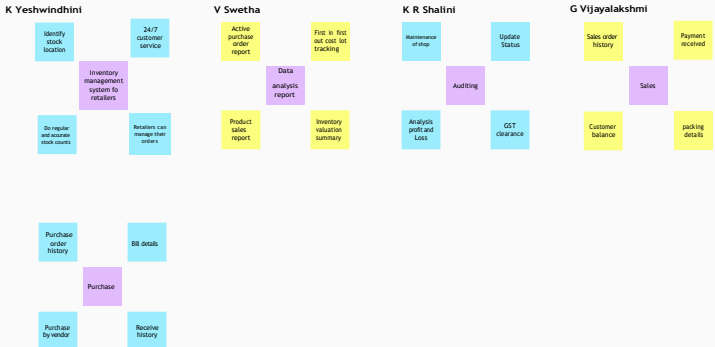 K Yeshwindhini
V Swetha
K R Shalini
G Vijayalakshmi
Identify
stock
location
24/7
customer
service
Inventory
management
system fo
retailers
Do regular
and accurate
stock counts
Retailers can
manage their
orders
Active
purchase
order
report
First in first
out cost lot
tracking
Data
analysis
report
Product
sales
report
Inventory
valuation
summary
Maintenance
of shop
Update
Status
Auditing
Analysis
profit and
Loss
GST
clearance
Sales order
history
Payment
received
Sales
Customer
balance
packing
details
Purchase
order
history
Bill details
Purchase
Purchase
by vendor
Receive
history